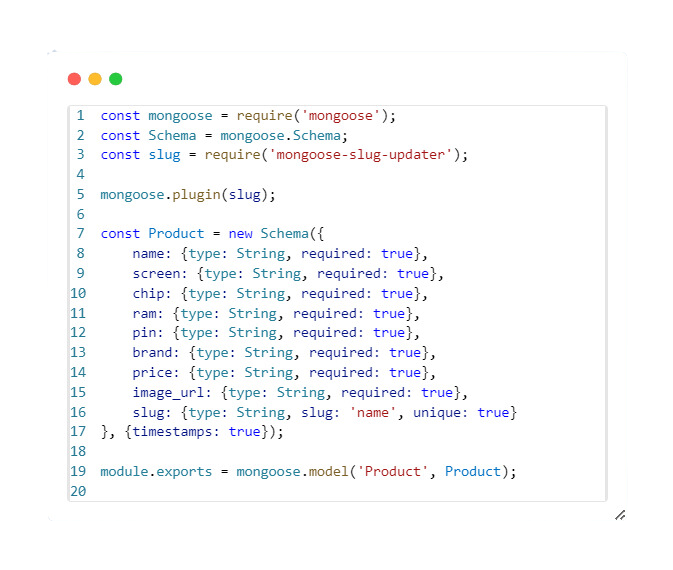 1 const mongoose = require('mongoose');
2 const Schema = mongoose.Schema;
3 const slug = require('mongoose-slug-updater');
4
5 mongoose.plugin(slug);
6
7 const Product = new Schema({
8     name: {type: String, required: true},
9     screen: {type: String, required: true},
10     chip: {type: String, required: true},
11     ram: {type: String, required: true},
12     pin: {type: String, required: true},
13     brand: {type: String, required: true},
14     price: {type: String, required: true},
15     image_url: {type: String, required: true},
16     slug: {type: String, slug: 'name', unique: true}
17 }, {timestamps: true});
18
19 module.exports = mongoose.model('Product', Product);
20